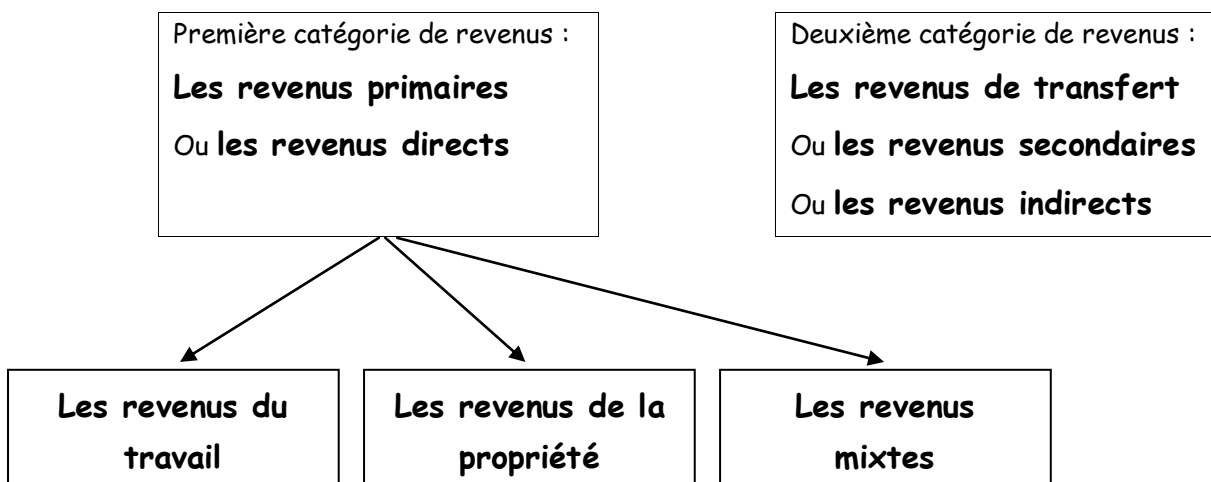 Première catégorie de revenus :
Les revenus primaires
Ou les revenus directs
Deuxième catégorie de revenus :
Les revenus de transfert
Ou les revenus secondaires
Ou les revenus indirects
Les revenus du
travail
Les revenus de la
propriété
Les revenus
mixtes